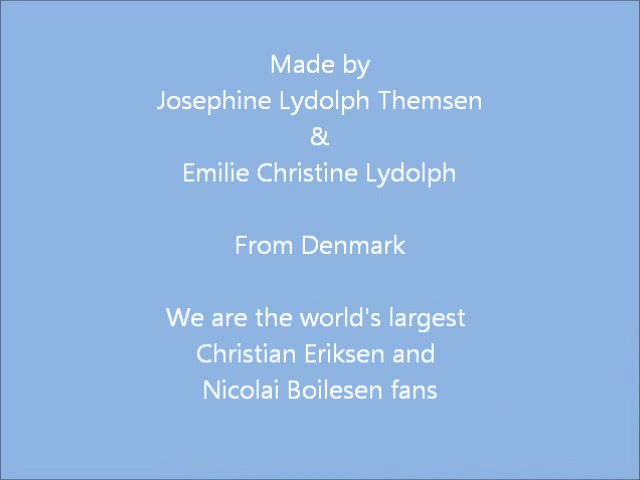 Made by
Josephine Lydolph Themsen
&
Emilie Christine Lydolph
From Denmark
We are the world's largest
Christian Eriksen and
Nicolai Boilesen fans